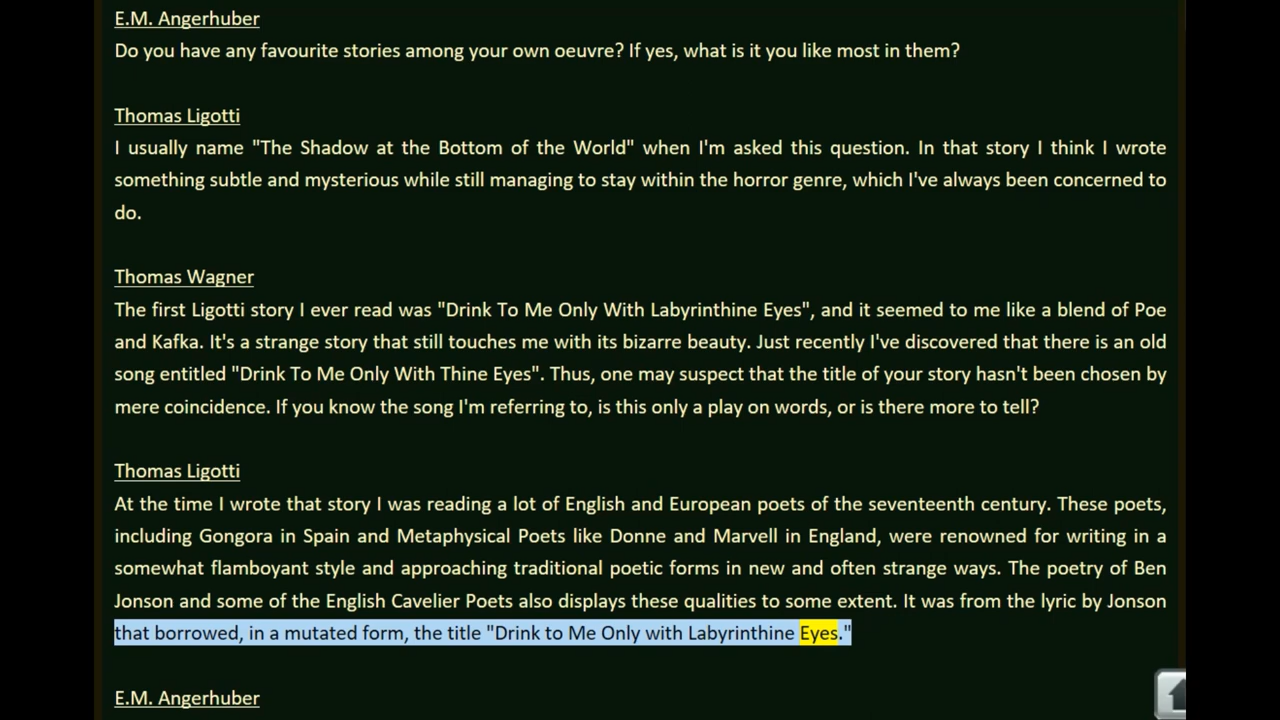 E.M. Angerhuber
Do you have any favourite stories among your own oeuvre? If yes, what is it you like most in them?
Thomas Ligotti
I usually name "The Shadow at the Bottom of the World" when I'm asked this question. In that story I think I wrote
something subtle and mysterious while still managing to stay within the horror genre, which I've always been concerned to
do.
Thomas Wagner
The first Ligotti story I ever read was "Drink To Me Only With Labyrinthine Eyes", and it seemed to me like a blend of Poe
and Kafka. It's a strange story that still touches me with its bizarre beauty. Just recently I've discovered that there is an old
song entitled "Drink To Me Only With Thine Eyes". Thus, one may suspect that the title of your story hasn't been chosen by
mere coincidence. If you know the song I'm referring to, is this only a play on words, or is there more to tell?
Thomas Ligotti
At the time I wrote that story I was reading a lot of English and European poets of the seventeenth century. These poets,
including Gongora in Spain and Metaphysical Poets like Donne and Marvell in England, were renowned for writing in a
somewhat flamboyant style and approaching traditional poetic forms in new and often strange ways. The poetry of Ben
Jonson and some of the English Cavelier Poets also displays these qualities to some extent. It was from the lyric by Jonson
that borrowed, in a mutated form, the title "Drink to Me Only with Labyrinthine Eyes."
E.M. Angerhuber